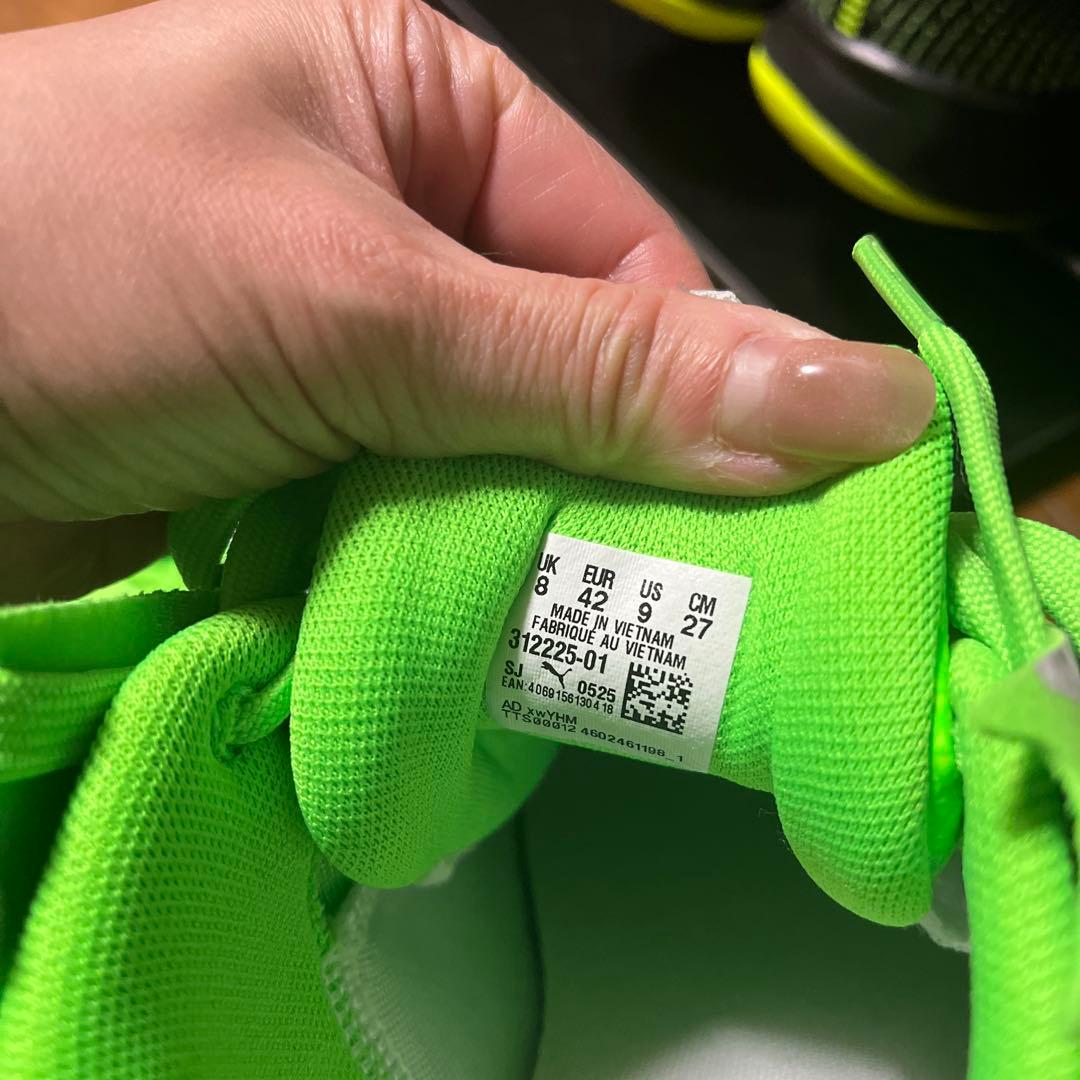 UK EUR US CM
8 42 9 27
MADE IN VIETNAM
FABRIQUÉ AU VIETNAM
312225-01
SJ 0525
EAN:4069156130418
AD xwYHM
TTS00012 4602461198_1